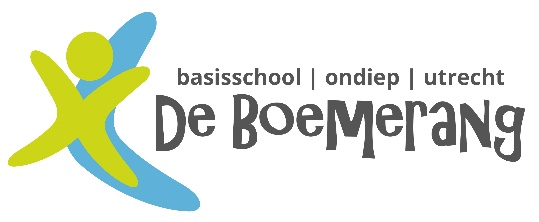 basisschool | ondiep | utrecht
De Boemerang